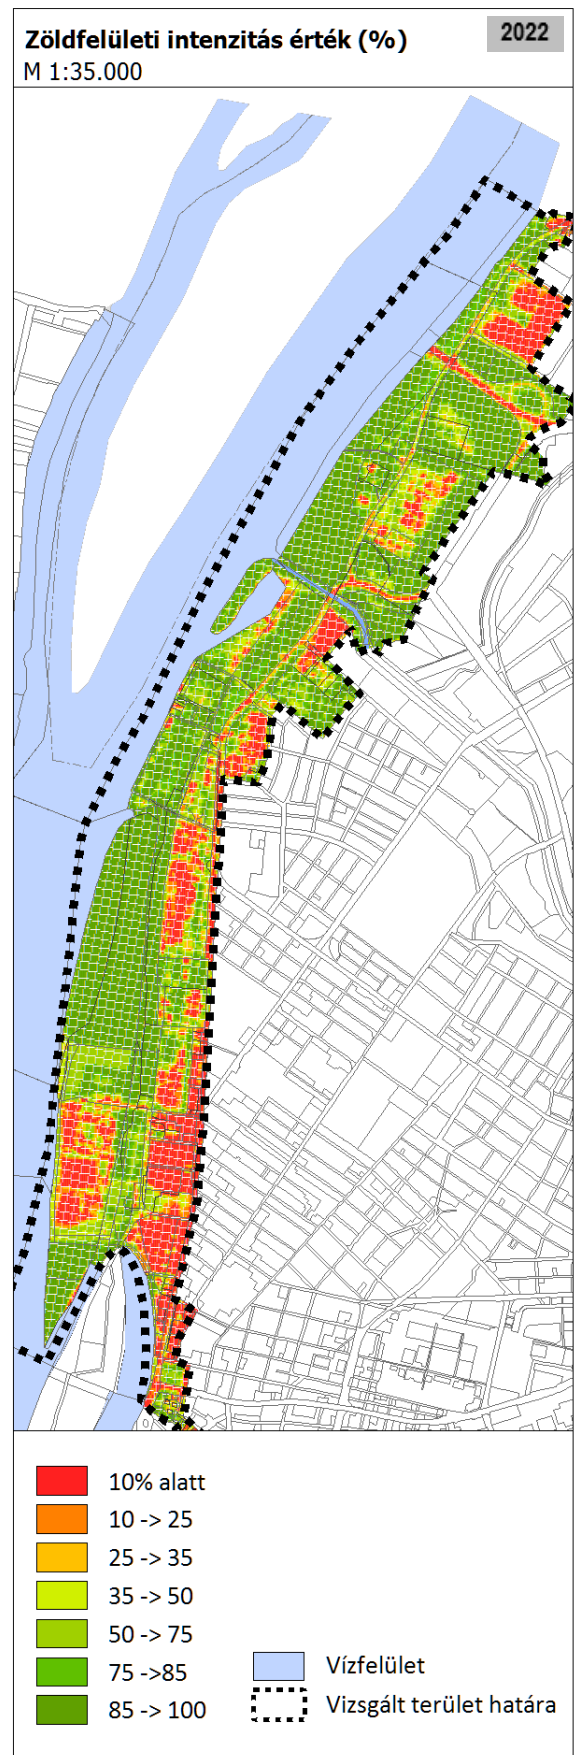 Zöldfelületi intenzitás érték (%)
2022
M 1:35.000
10% alatt
10 -> 25
25 -> 35
35 -> 50
50 -> 75
75 ->85
85 -> 100
Vízfelület
Vizsgált terület határa